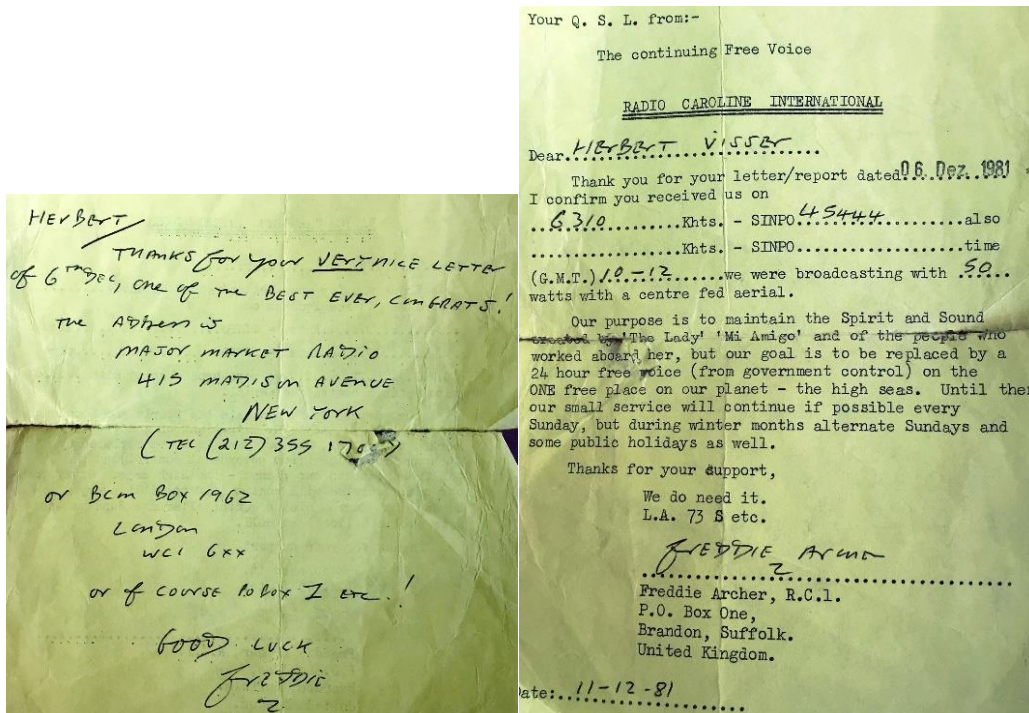 HERBERT
THANKS for your VERY NICE LETTER
of 6TH DEC, one of the BEST EVER, CONGRATS!
the Address is
MAJOR MARKET RADIO
415 MADISON AVENUE
NEW YORK
(TEL (212) 355 170
or BCM BOX 1962
LONDON
WC1 6XX
or of course PO BOX I ETC.!
GOOD LUCK
FREDDIE
2
Your Q. S. L. from:-
The continuing Free Voice
RADIO CAROLINE INTERNATIONAL
Dear..HERBERT VISSER......
Thank you for your letter/report dated 06. Dez. 1981
I confirm you received us on
...6310.........Khts. - SINPO 45444..........also
..................Khts. - SINPO.................time
(G.M.T.)10-12......we were broadcasting with .50...
watts with a centre fed aerial.
Our purpose is to maintain the Spirit and Sound
created by 'The Lady' 'Mi Amigo' and of the people who
worked aboard her, but our goal is to be replaced by a
24 hour free voice (from government control) on the
ONE free place on our planet - the high seas. Until then
our small service will continue if possible every
Sunday, but during winter months alternate Sundays and
some public holidays as well.
Thanks for your support,
We do need it.
L.A. 73 S etc.
FREDDIE ARCHER
2
Freddie Archer, R.C.1.
P.O. Box One,
Brandon, Suffolk.
United Kingdom.
ate:..11-12-81